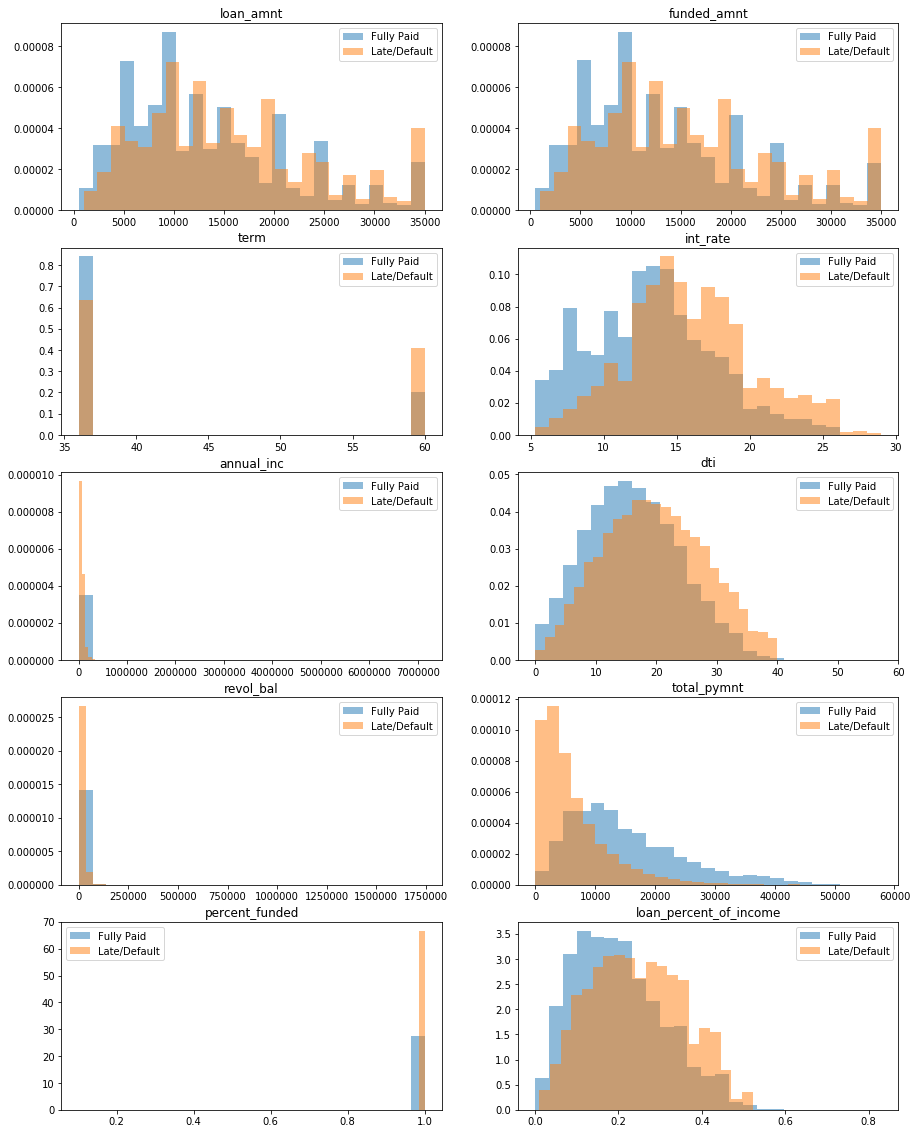 loan_amnt
0.00008
0.00006
0.00004
0.00002
0.00000
0 5000 10000 15000 20000 25000 30000 35000
Fully Paid
Late/Default
funded_amnt
0.00008
0.00006
0.00004
0.00002
0.00000
0 5000 10000 15000 20000 25000 30000 35000
Fully Paid
Late/Default
term
0.8
0.7
0.6
0.5
0.4
0.3
0.2
0.1
0.0
35 40 45 50 55 60
Fully Paid
Late/Default
int_rate
0.10
0.08
0.06
0.04
0.02
0.00
5 10 15 20 25 30
Fully Paid
Late/Default
annual_inc
0.000010
0.000008
0.000006
0.000004
0.000002
0.000000
0 1000000 2000000 3000000 4000000 5000000 6000000 7000000
Fully Paid
Late/Default
dti
0.05
0.04
0.03
0.02
0.01
0.00
0 10 20 30 40 50 60
Fully Paid
Late/Default
revol_bal
0.000025
0.000020
0.000015
0.000010
0.000005
0.000000
0 250000 500000 750000 1000000 1250000 1500000 1750000
Fully Paid
Late/Default
total_pymnt
0.00012
0.00010
0.00008
0.00006
0.00004
0.00002
0.00000
0 10000 20000 30000 40000 50000 60000
Fully Paid
Late/Default
percent_funded
70
60
50
40
30
20
10
0
0.2 0.4 0.6 0.8 1.0
Fully Paid
Late/Default
loan_percent_of_income
3.5
3.0
2.5
2.0
1.5
1.0
0.5
0.0
0.0 0.2 0.4 0.6 0.8
Fully Paid
Late/Default